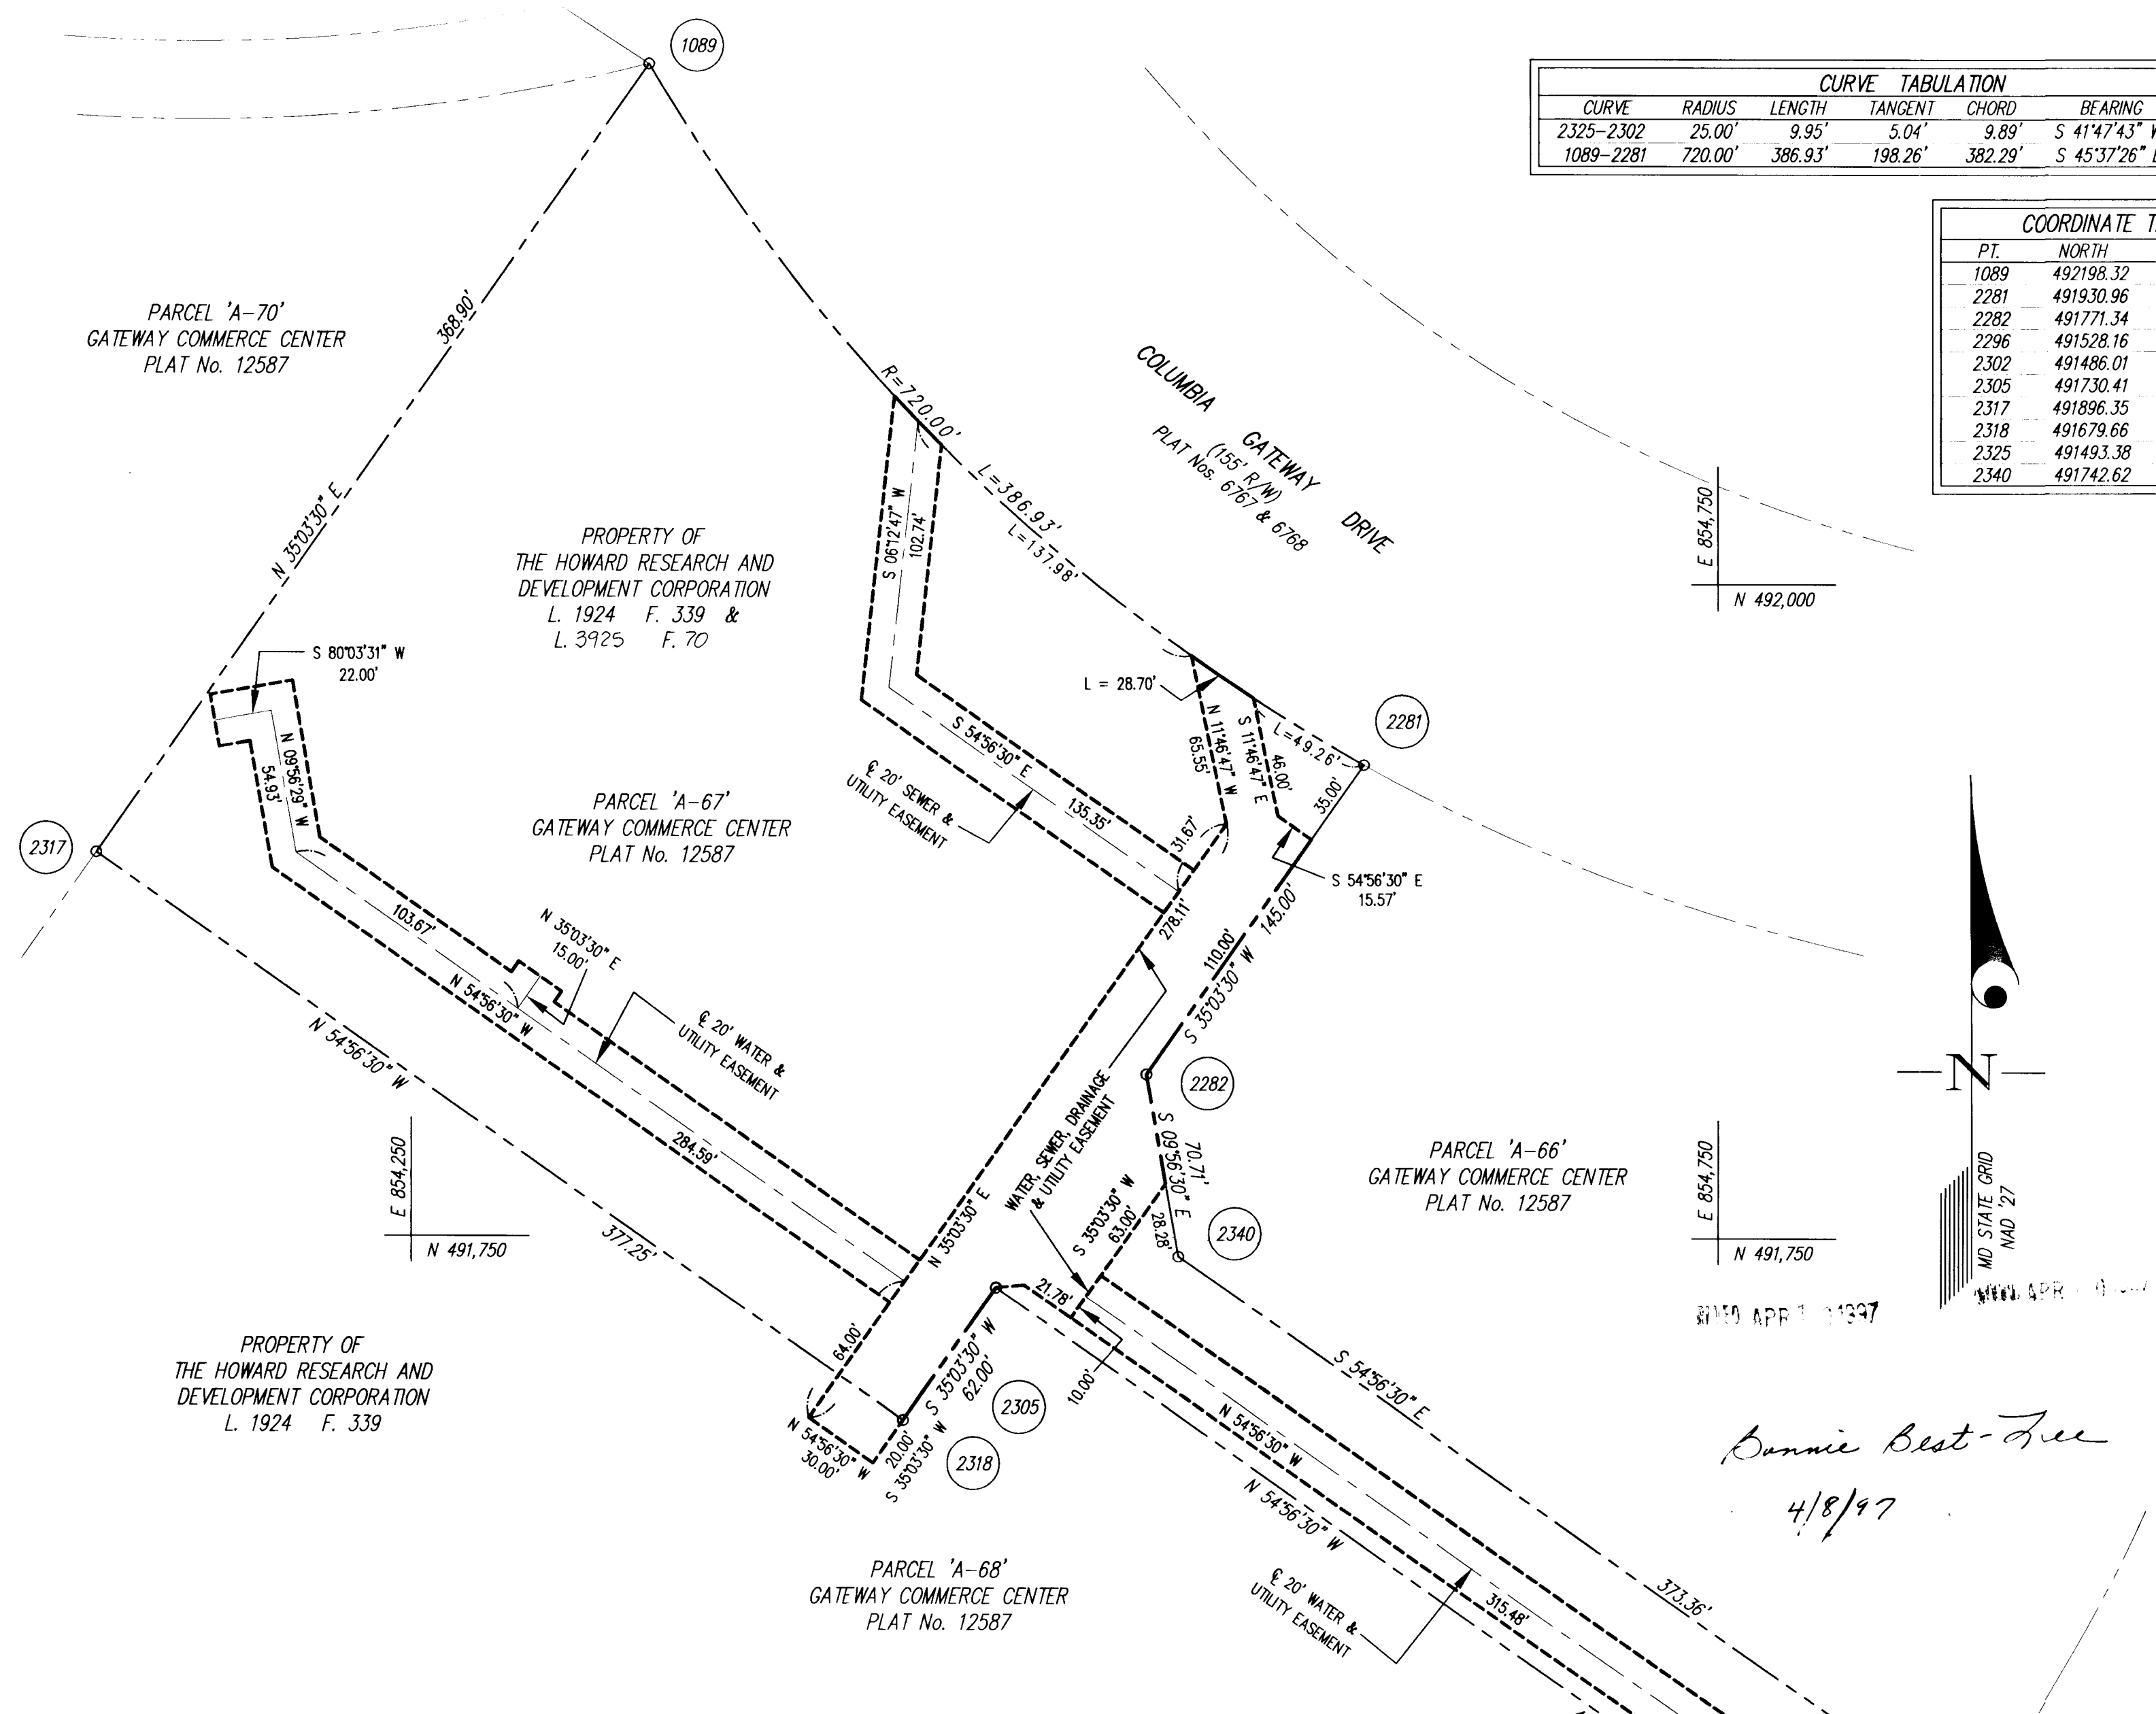 1089
CURVE TABULATION
CURVE RADIUS LENGTH TANGENT CHORD BEARING
2325-2302 25.00' 9.95' 5.04' 9.89' S 41°47'43" W
1089-2281 720.00' 386.93' 198.26' 382.29' S 45°37'26"
COORDINATE
PT. NORTH
1089 492198.32
2281 491930.96
2282 491771.34
2296 491528.16
2302 491486.01
2305 491730.41
2317 491896.35
2318 491679.66
2325 491493.38
2340 491742.62
PARCEL 'A-70'
GATEWAY COMMERCE CENTER
PLAT No. 12587
368.90'
N 35°03'30" E
R=720.00'
L=386.93'
L=137.98'
COLUMBIA GATEWAY DRIVE
(155' R/W)
PLAT Nos. 6767 & 6768
E 854,750
N 492,000
PROPERTY OF
THE HOWARD RESEARCH AND
DEVELOPMENT CORPORATION
L. 1924 F. 339 &
L. 3925 F. 70
S 06°12'47" W
102.74'
S 80°03'31" W
22.00'
N 09°56'29" W
54.93'
L = 28.70'
2281
L=49.26'
N 11°46'47" W
65.55'
S 11°46'47" E
46.00'
35.00'
S 54°56'30" E
135.35'
℄ 20' SEWER &
UTILITY EASEMENT
31.67'
S 54°56'30" E
15.57'
PARCEL 'A-67'
GATEWAY COMMERCE CENTER
PLAT No. 12587
2317
103.67'
N 35°03'30" E
15.00'
N 54°56'30" W
278.11'
110.00'
S 35°03'30" W 145.00'
N 54°56'30" W
℄ 20' WATER &
UTILITY EASEMENT
284.59'
377.25'
2282
S 09°56'30" E
70.71'
28.28'
WATER, SEWER, DRAINAGE
& UTILITY EASEMENT
N 35°03'30" E
S 35°03'30" W
63.00'
2340
PARCEL 'A-66'
GATEWAY COMMERCE CENTER
PLAT No. 12587
E 854,250
N 491,750
E 854,750
N 491,750
N
MD STATE GRID
NAD '27
APR
1997
APR
21.78'
10.00'
64.00'
S 35°03'30" W
62.00'
2305
N 54°56'30" W
30.00'
20.00'
S 35°03'30" W
2318
PROPERTY OF
THE HOWARD RESEARCH AND
DEVELOPMENT CORPORATION
L. 1924 F. 339
S 54°56'30" E
373.36'
N 54°56'30" W
N 54°56'30" W
315.48'
℄ 20' WATER &
UTILITY EASEMENT
PARCEL 'A-68'
GATEWAY COMMERCE CENTER
PLAT No. 12587
Bonnie Best-Lee
4/8/97